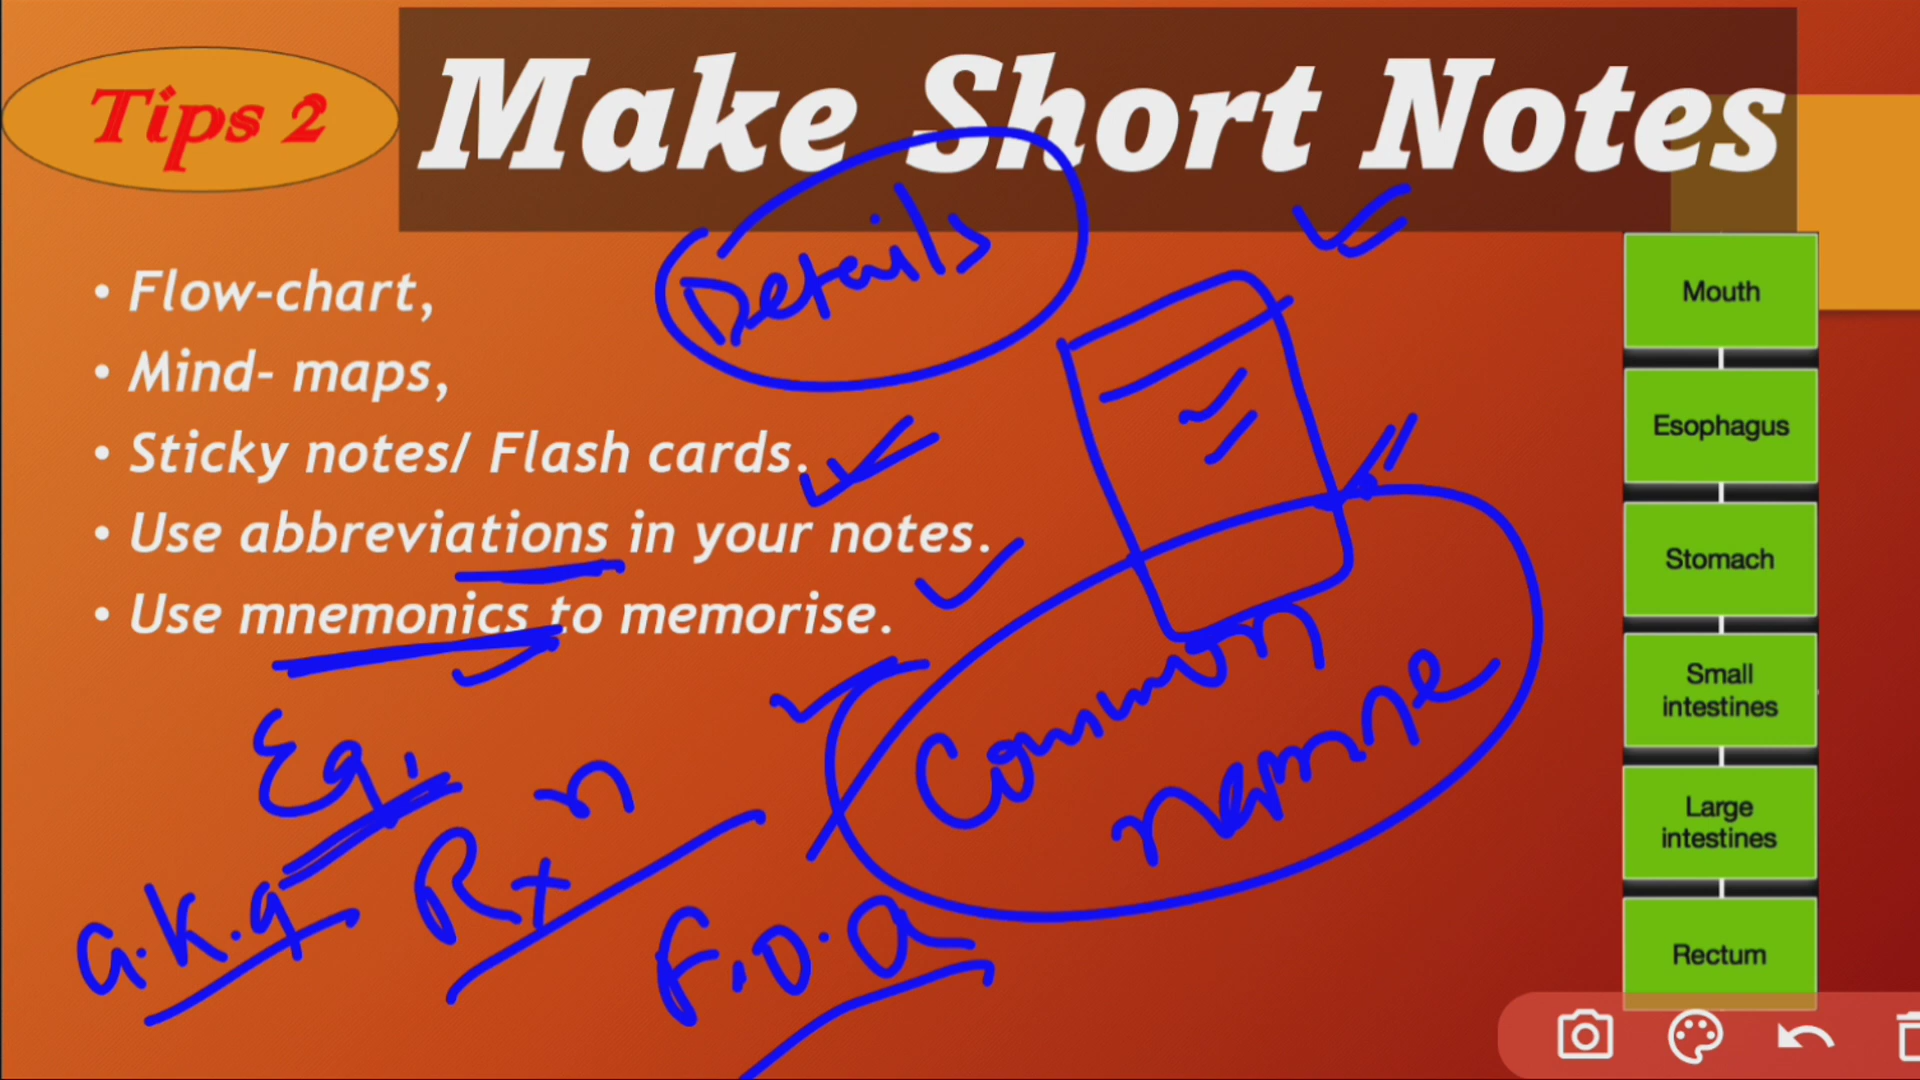 Tips 2
Make Short Notes
Details
• Flow-chart,
• Mind- maps,
• Sticky notes/ Flash cards.
• Use abbreviations in your notes.
• Use mnemonics to memorise.
Eg.
a.k.a
Rxn
F.O.a
Common
name
Mouth
Esophagus
Stomach
Small
intestines
Large
intestines
Rectum